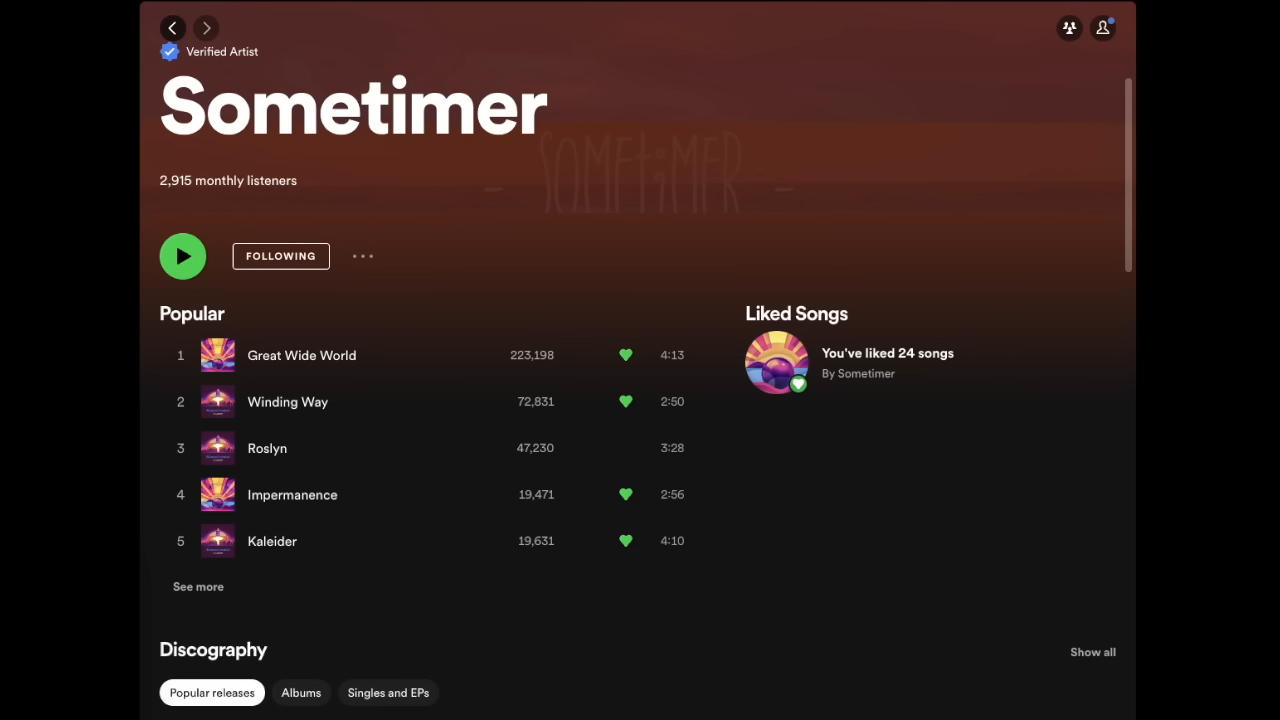 Verified Artist
Sometimer
SOMETiMER
2,915 monthly listeners
FOLLOWING
Popular
1 Great Wide World 223,198 4:13
2 Winding Way 72,831 2:50
3 Roslyn 47,230 3:28
4 Impermanence 19,471 2:56
5 Kaleider 19,631 4:10
See more
Liked Songs
You've liked 24 songs
By Sometimer
Discography
Show all
Popular releases Albums Singles and EPs